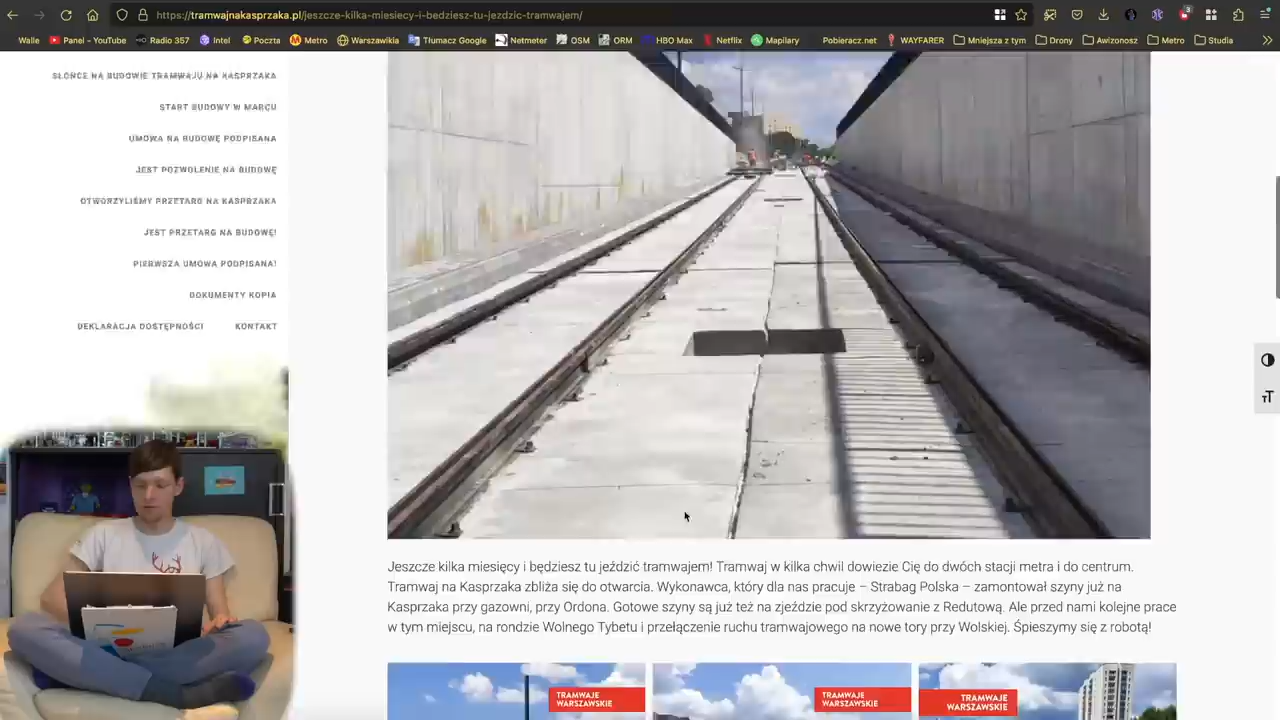 https://tramwajnakasprzaka.pl/jeszcze-kilka-miesiecy-i-bedziesz-tu-jezdzic-tramwajem/
3
Walle Panel - YouTube Radio 357 Intel Poczta Metro Warszawikia Tłumacz Google Netmeter OSM ORM HBO Max Netflix Mapilary Pobieracz.net WAYFARER Mniejsza z tym Drony Awizonosz Metro Studia
SŁOŃCE NA BUDOWIE TRAMWAJU NA KASPRZAKA
START BUDOWY W MARCU
UMOWA NA BUDOWĘ PODPISANA
JEST POZWOLENIE NA BUDOWĘ
OTWORZYLIŚMY PRZETARG NA KASPRZAKA
JEST PRZETARG NA BUDOWĘ!
PIERWSZA UMOWA PODPISANA!
DOKUMENTY KOPIA
DEKLARACJA DOSTĘPNOŚCI KONTAKT
Jeszcze kilka miesięcy i będziesz tu jeździć tramwajem! Tramwaj w kilka chwil dowiezie Cię do dwóch stacji metra i do centrum.
Tramwaj na Kasprzaka zbliża się do otwarcia. Wykonawca, który dla nas pracuje – Strabag Polska – zamontował szyny już na
Kasprzaka przy gazowni, przy Ordona. Gotowe szyny są już też na zjeździe pod skrzyżowanie z Redutową. Ale przed nami kolejne prace
w tym miejscu, na rondzie Wolnego Tybetu i przełączenie ruchu tramwajowego na nowe tory przy Wolskiej. Śpieszymy się z robotą!
TRAMWAJE
WARSZAWSKIE
TRAMWAJE
WARSZAWSKIE
TRAMWAJE
WARSZAWSKIE